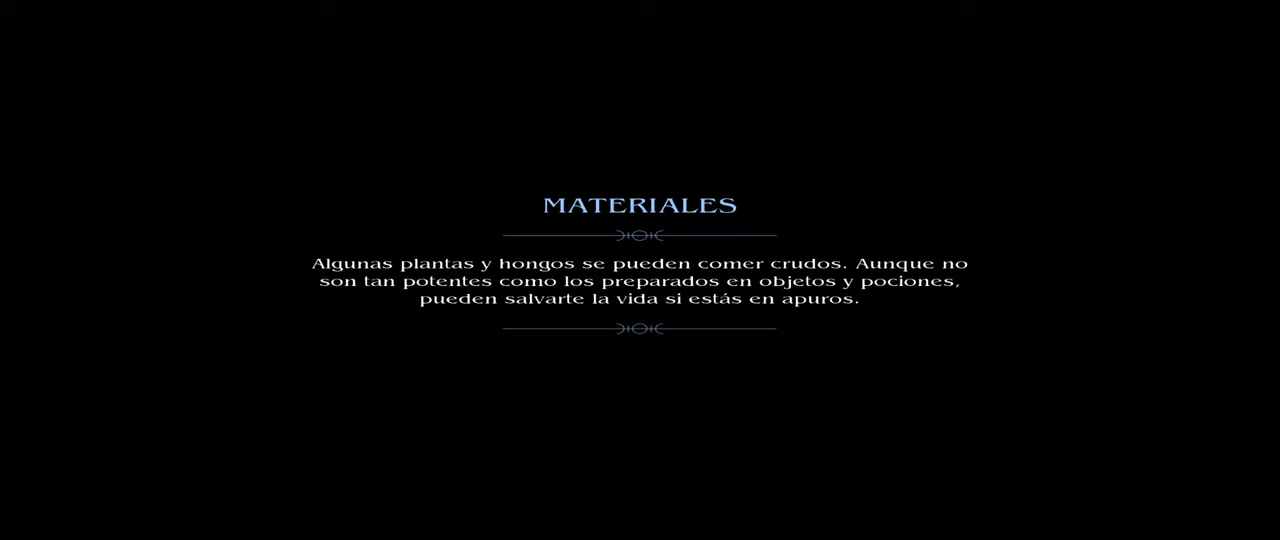 MATERIALES
Algunas plantas y hongos se pueden comer crudos. Aunque no
son tan potentes como los preparados en objetos y pociones,
pueden salvarte la vida si estás en apuros.